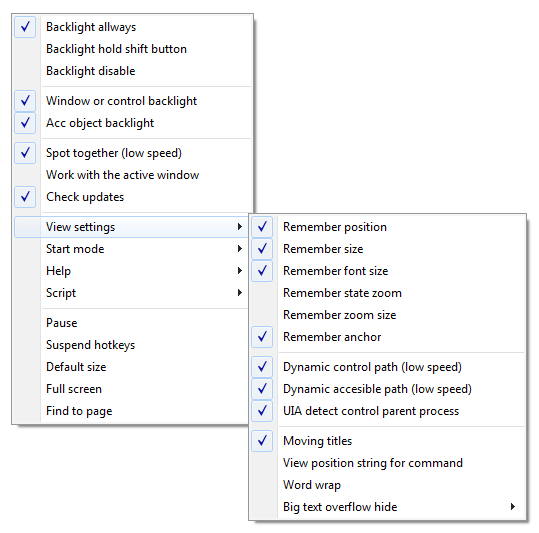 Backlight allways
Backlight hold shift button
Backlight disable
Window or control backlight
Acc object backlight
Spot together (low speed)
Work with the active window
Check updates
View settings
Start mode
Help
Script
Pause
Suspend hotkeys
Default size
Full screen
Find to page
Remember position
Remember size
Remember font size
Remember state zoom
Remember zoom size
Remember anchor
Dynamic control path (low speed)
Dynamic accesible path (low speed)
UIA detect control parent process
Moving titles
View position string for command
Word wrap
Big text overflow hide